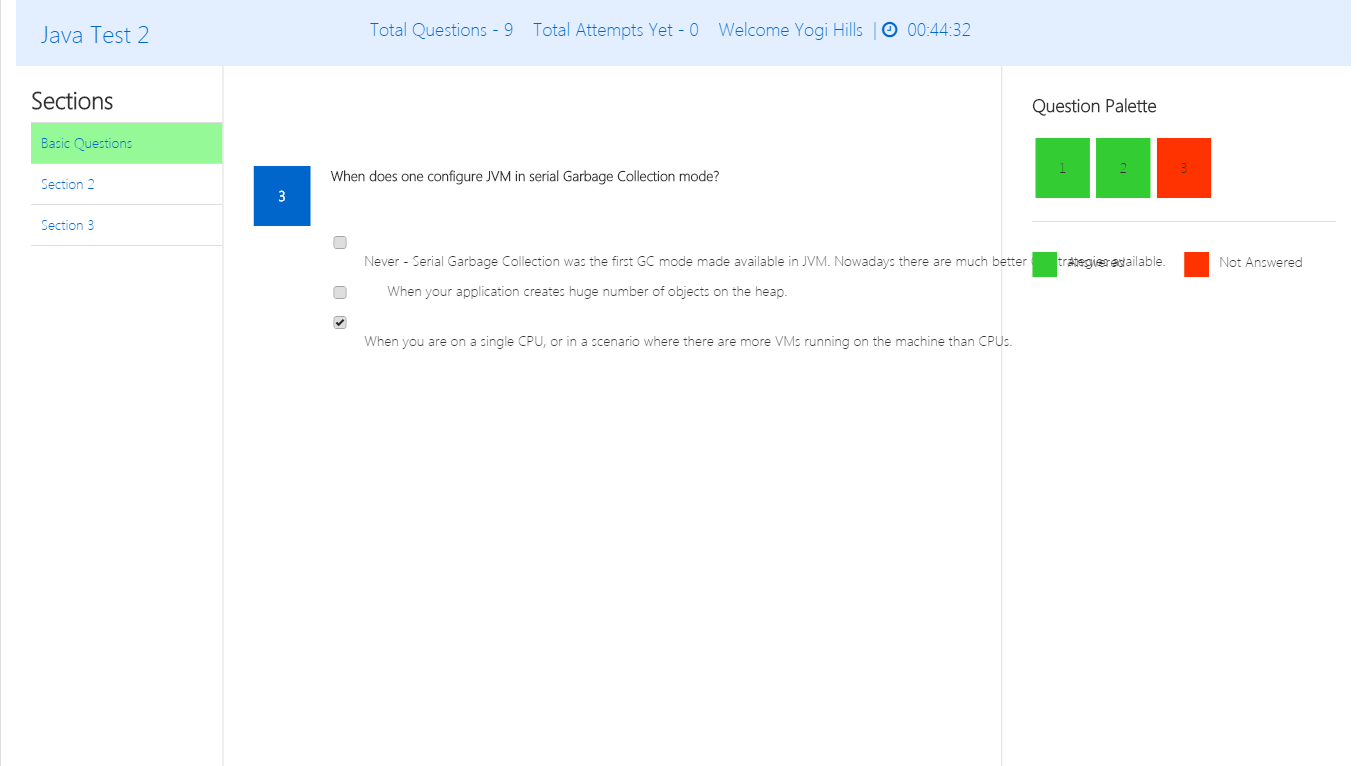 Java Test 2
Total Questions - 9 Total Attempts Yet - 0 Welcome Yogi Hills | 00:44:32
Sections
Basic Questions
Section 2
Section 3
3
When does one configure JVM in serial Garbage Collection mode?
Never - Serial Garbage Collection was the first GC mode made available in JVM. Nowadays there are much better strategies available.
When your application creates huge number of objects on the heap.
When you are on a single CPU, or in a scenario where there are more VMs running on the machine than CPUs.
Question Palette
1 2 3
Answered Not Answered